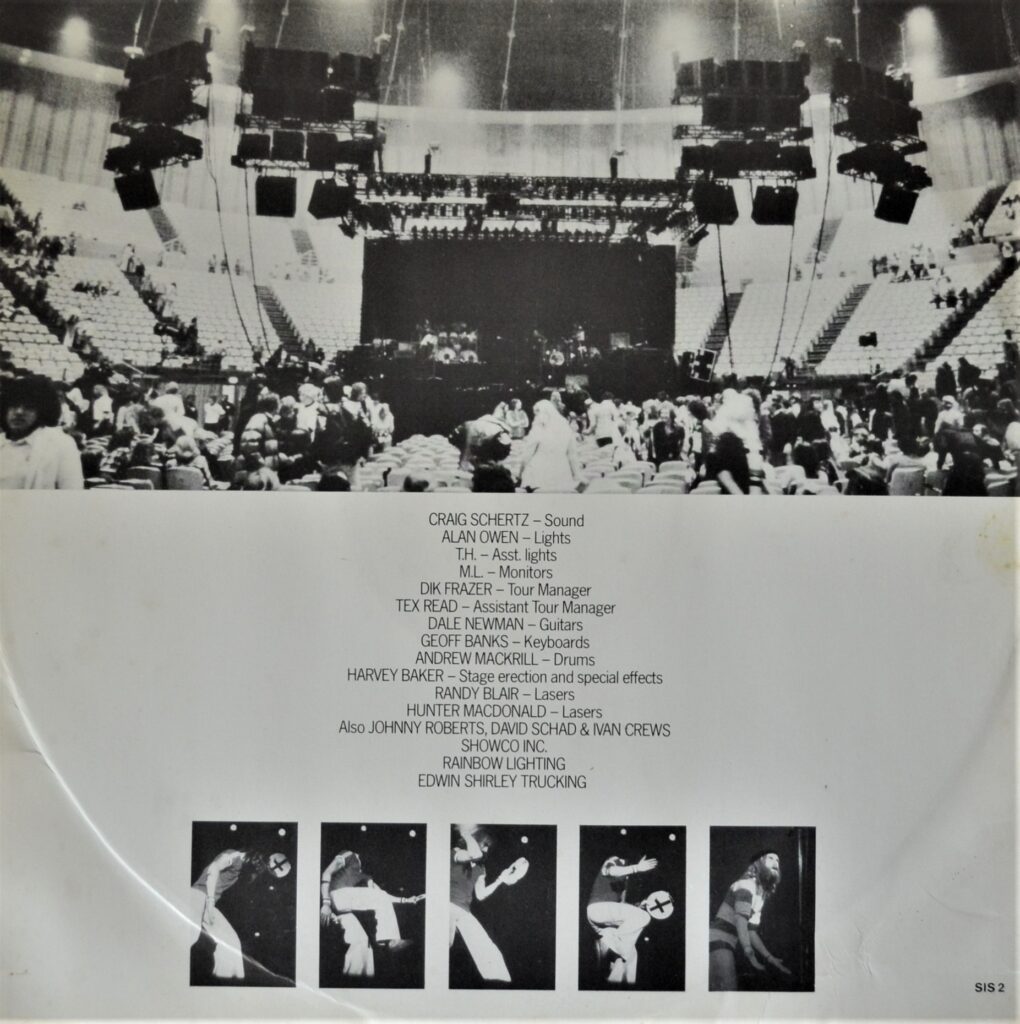 CRAIG SCHERTZ – Sound
ALAN OWEN – Lights
T.H. – Asst. lights
M.L. – Monitors
DIK FRAZER – Tour Manager
TEX READ – Assistant Tour Manager
DALE NEWMAN – Guitars
GEOFF BANKS – Keyboards
ANDREW MACKRILL – Drums
HARVEY BAKER – Stage erection and special effects
RANDY BLAIR – Lasers
HUNTER MACDONALD – Lasers
Also JOHNNY ROBERTS, DAVID SCHAD & IVAN CREWS
SHOWCO INC.
RAINBOW LIGHTING
EDWIN SHIRLEY TRUCKING
SIS 2